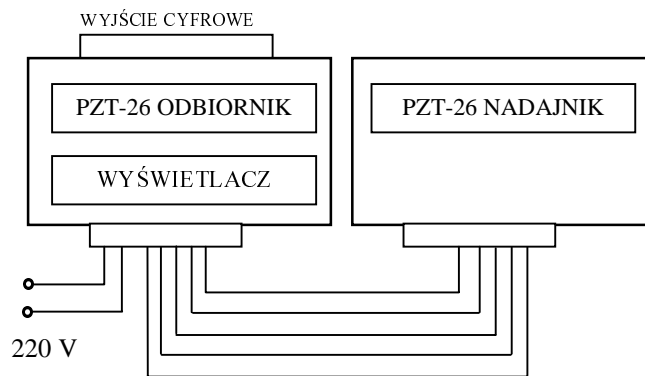 WYJŚCIE CYFROWE
PZT-26 ODBIORNIK
PZT-26 NADAJNIK
WYŚWIETLACZ
220 V